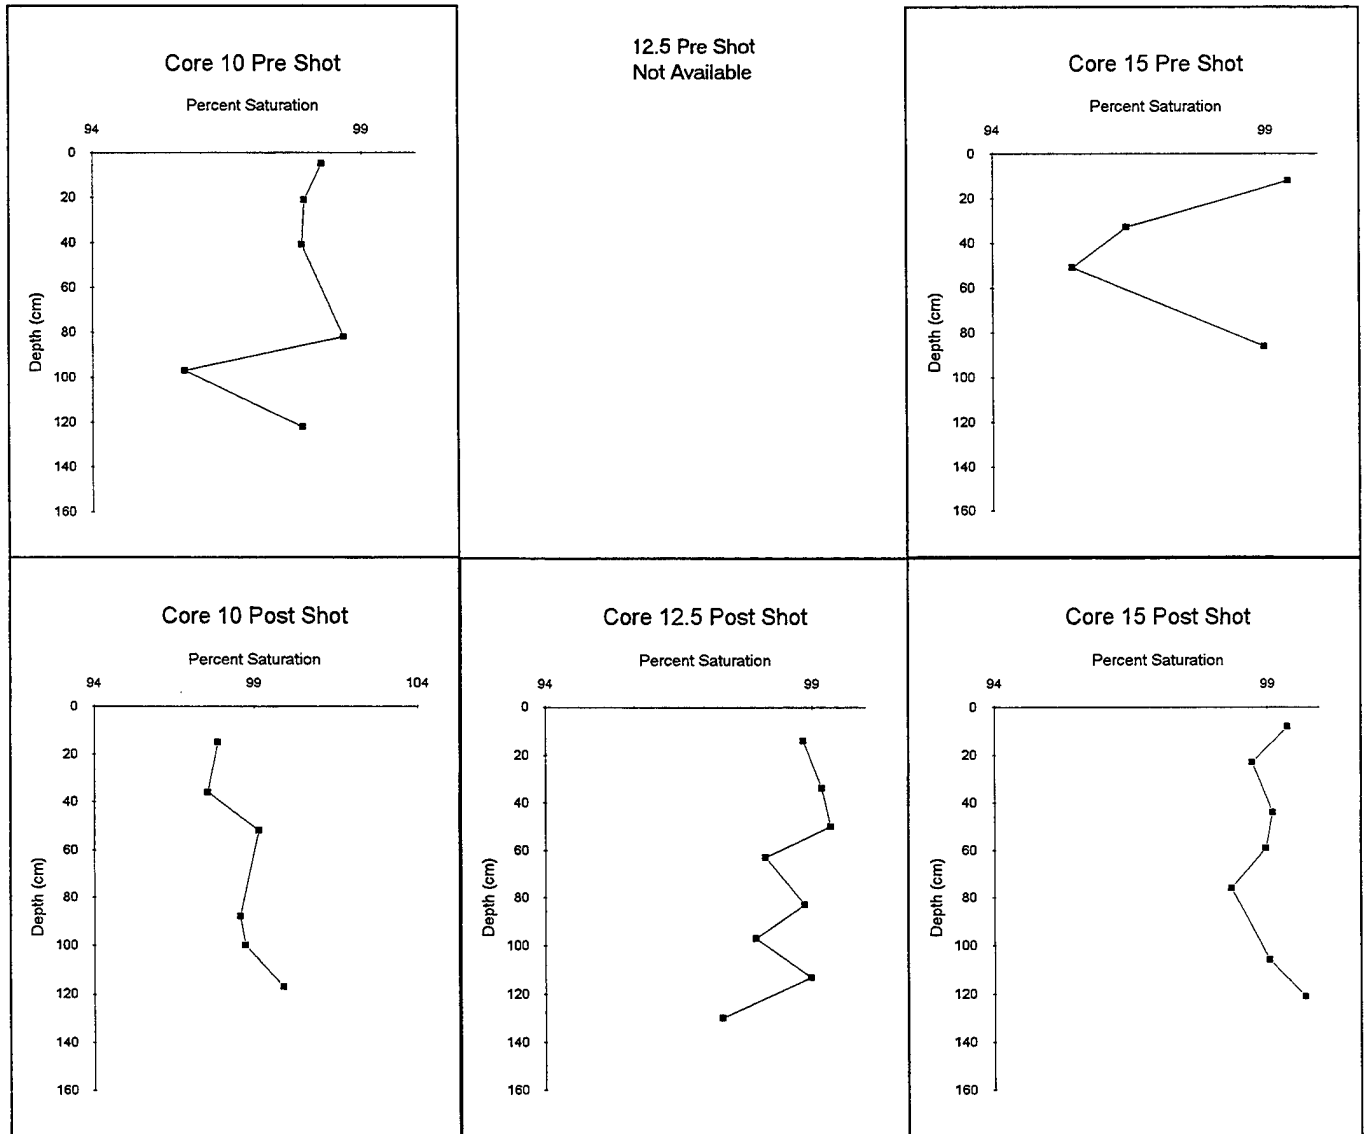 Core 10 Pre Shot
Percent Saturation
94 99
0
20
40
60
80
100
120
140
160
Depth (cm)
12.5 Pre Shot
Not Available
Core 15 Pre Shot
Percent Saturation
94 99
0
20
40
60
80
100
120
140
160
Depth (cm)
Core 10 Post Shot
Percent Saturation
94 99 104
0
20
40
60
80
100
120
140
160
Depth (cm)
Core 12.5 Post Shot
Percent Saturation
94 99
0
20
40
60
80
100
120
140
160
Depth (cm)
Core 15 Post Shot
Percent Saturation
94 99
0
20
40
60
80
100
120
140
160
Depth (cm)